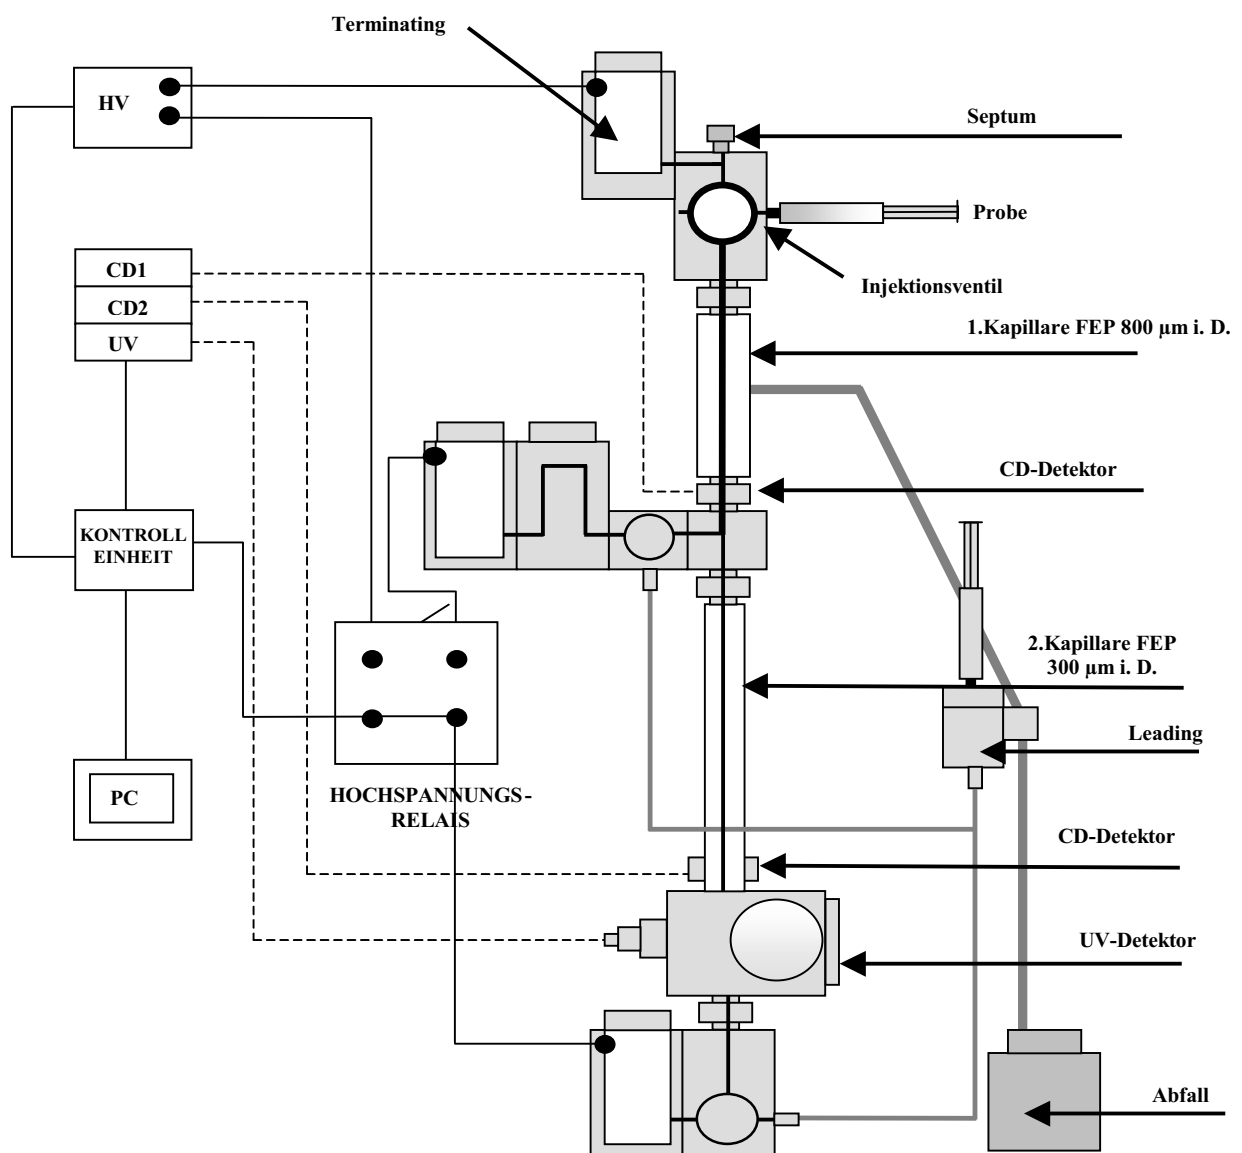 Terminating
HV
Septum
Probe
CD1
CD2
UV
Injektionsventil
1.Kapillare FEP 800 µm i. D.
CD-Detektor
KONTROLL
EINHEIT
2.Kapillare FEP
300 µm i. D.
Leading
PC
HOCHSPANNUNGS-
RELAIS
CD-Detektor
UV-Detektor
Abfall